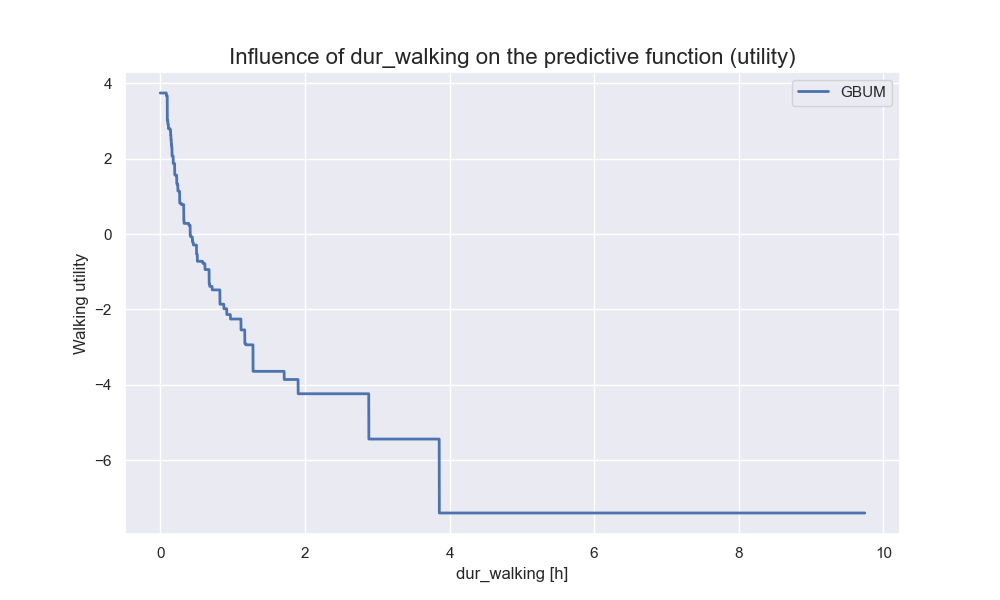 Influence of dur_walking on the predictive function (utility)
GBUM
4
2
0
−2
−4
−6
Walking utility
0 2 4 6 8 10
dur_walking [h]